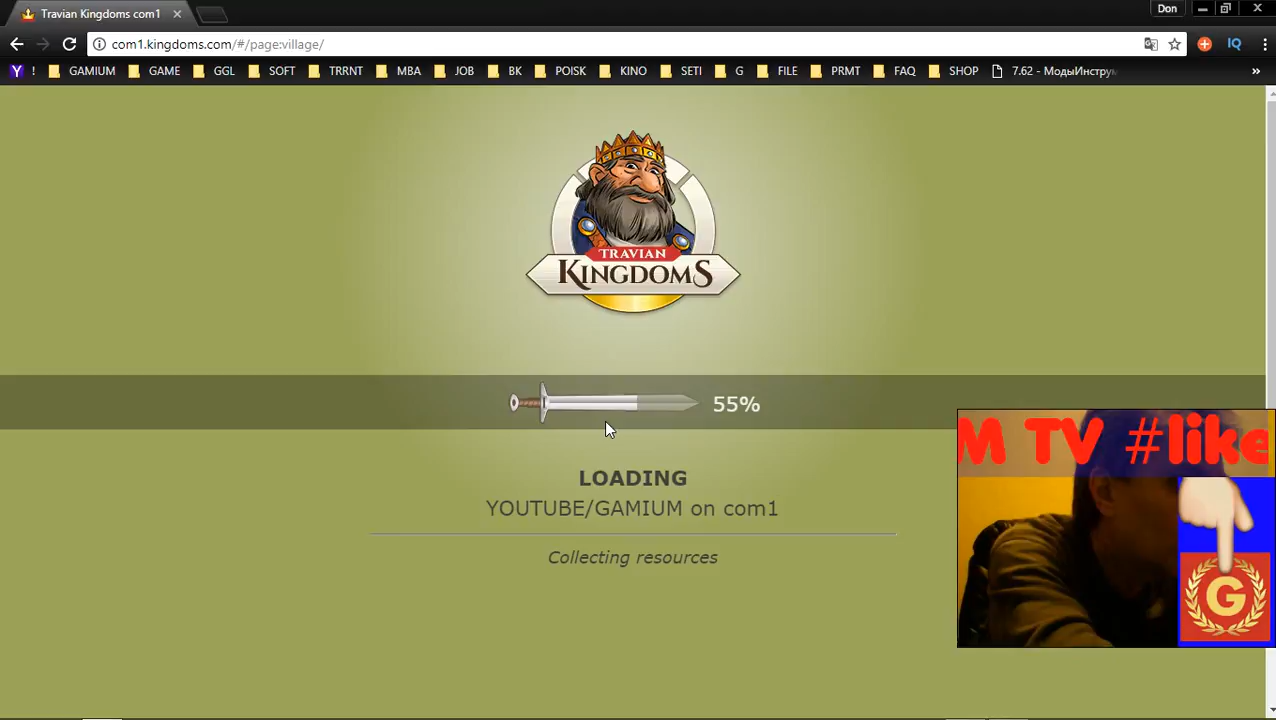 Travian Kingdoms com1
Don
com1.kingdoms.com/#/page:village/
IQ
Y ! GAMIUM GAME GGL SOFT TRRNT MBA JOB BK POISK KINO SETI G FILE PRMT FAQ SHOP 7.62 - МодыИнструм
TRAVIAN
KINGDOMS
55%
M TV #like
LOADING
YOUTUBE/GAMIUM on com1
Collecting resources
G